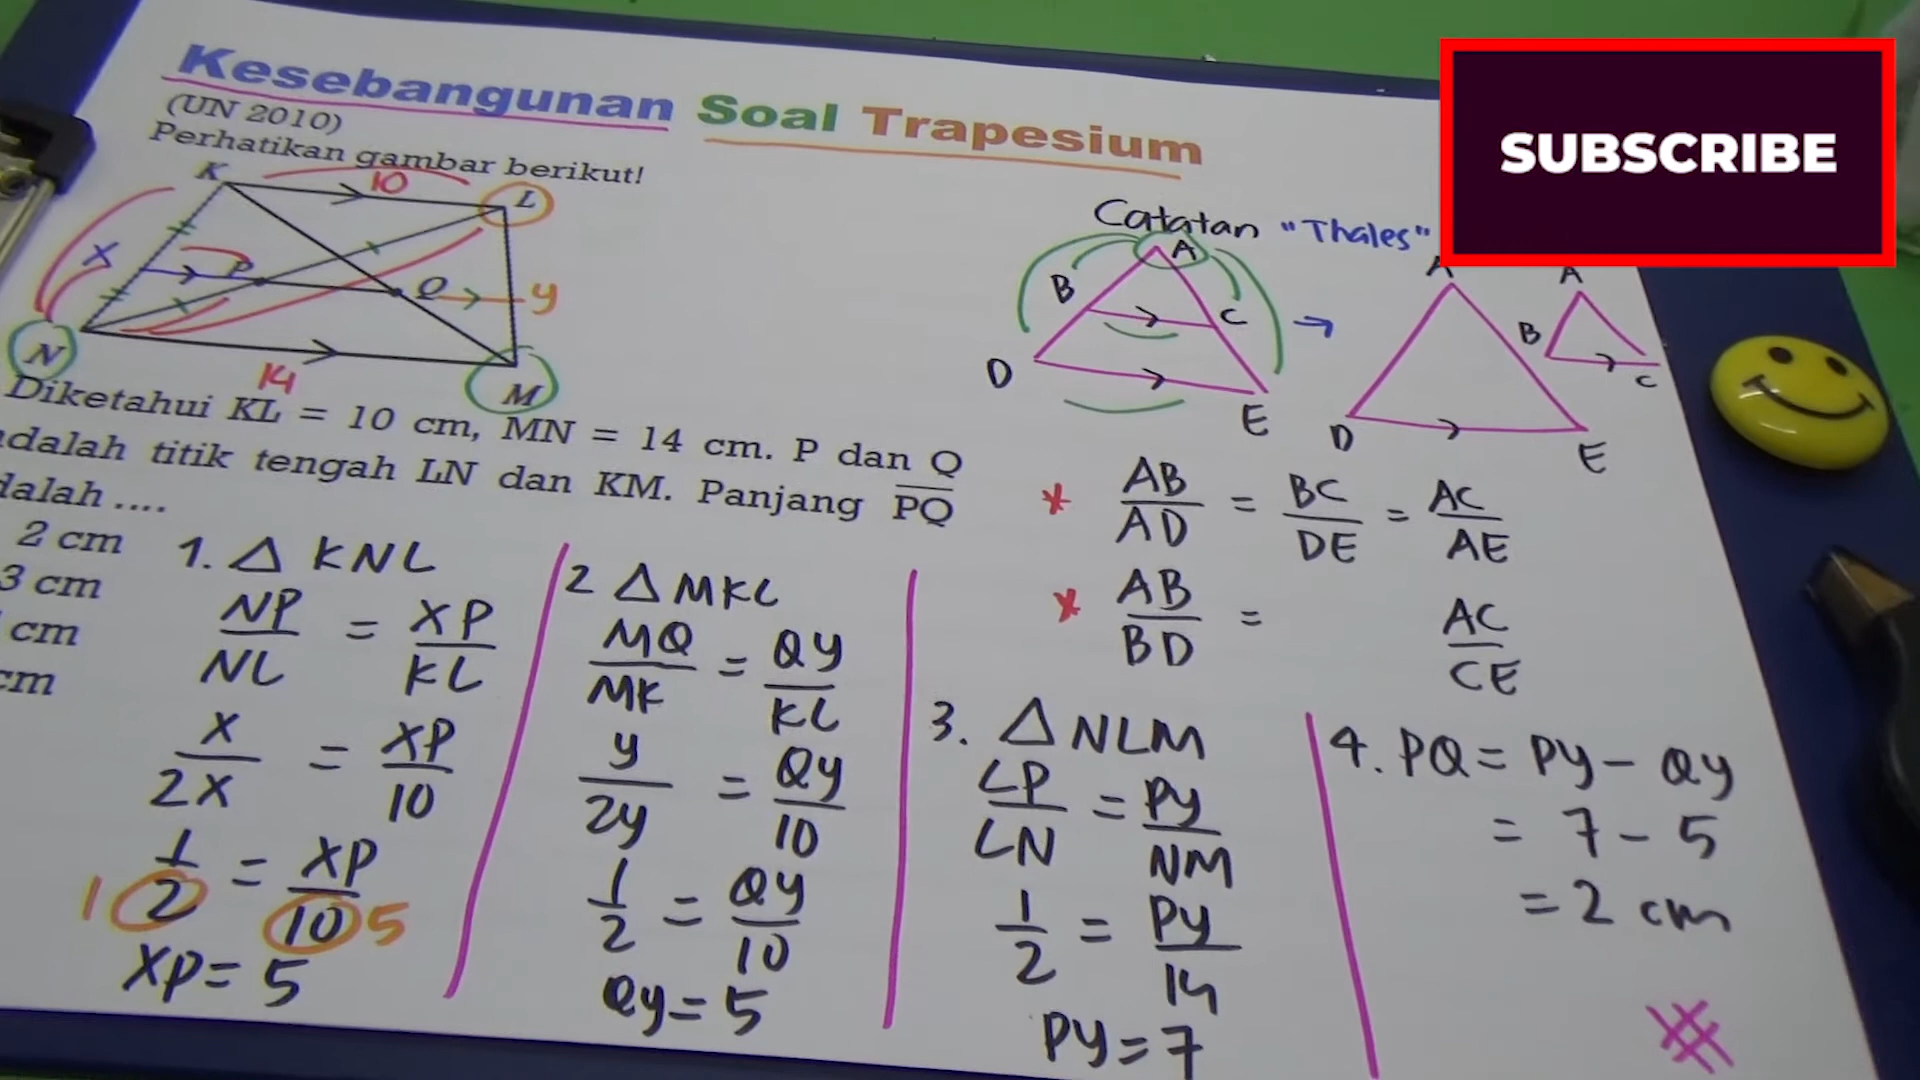 Kesebangunan Soal Trapesium
(UN 2010)
Perhatikan gambar berikut!
K
10
L
X
P
Q
y
N
14
M
Diketahui KL = 10 cm, MN = 14 cm. P dan Q
adalah titik tengah LN dan KM. Panjang PQ
dalah ....
2 cm
3 cm
cm
cm
1. △ KNL
NP/NL = XP/KL
X/2X = XP/10
1/2 = XP/10
1
5
XP = 5
2 △ MKL
MQ/MK = QY/KL
y/2y = Qy/10
1/2 = Qy/10
Qy = 5
SUBSCRIBE
Catatan "Thales"
A
B
C
D
E
A
D
E
A
B
C
* AB/AD = BC/DE = AC/AE
* AB/BD = AC/CE
3. △ NLM
LP/LN = PY/NM
1/2 = PY/14
PY = 7
4. PQ = PY - QY
= 7 - 5
= 2 cm